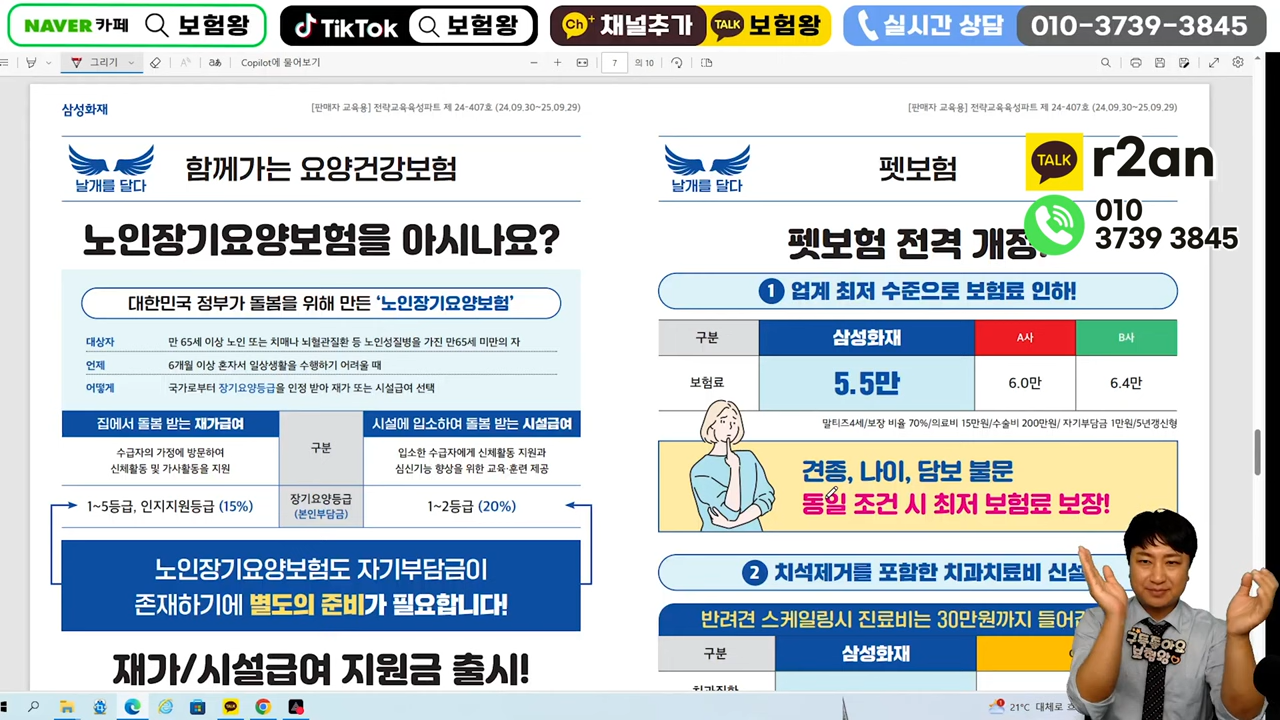 NAVER 카페 보험왕
TikTok 보험왕
Ch+ 채널추가 TALK 보험왕
실시간 상담 010-3739-3845
그리기 aあ Copilot에 물어보기 7 의 10
삼성화재
[판매자 교육용] 전략교육육성파트 제 24-407호 (24.09.30~25.09.29)
날개를 달다
함께가는 요양건강보험
노인장기요양보험을 아시나요?
대한민국 정부가 돌봄을 위해 만든 '노인장기요양보험'
대상자 만 65세 이상 노인 또는 치매나 뇌혈관질환 등 노인성질병을 가진 만65세 미만의 자
언제 6개월 이상 혼자서 일상생활을 수행하기 어려울 때
어떻게 국가로부터 장기요양등급을 인정 받아 재가 또는 시설급여 선택
집에서 돌봄 받는 재가급여 구분 시설에 입소하여 돌봄 받는 시설급여
수급자의 가정에 방문하여
신체활동 및 가사활동을 지원
입소한 수급자에게 신체활동 지원과
심신기능 향상을 위한 교육·훈련 제공
1~5등급, 인지지원등급 (15%) 장기요양등급 1~2등급 (20%)
(본인부담금)
노인장기요양보험도 자기부담금이
존재하기에 별도의 준비가 필요합니다!
재가/시설급여 지원금 출시!
[판매자 교육용] 전략교육육성파트 제 24-407호 (24.09.30~25.09.29)
날개를 달다
펫보험
TALK r2an
010
3739 3845
펫보험 전격 개정!
1 업계 최저 수준으로 보험료 인하!
구분 삼성화재 A사 B사
보험료 5.5만 6.0만 6.4만
말티즈4세/보장 비율 70%/의료비 15만원/수술비 200만원/ 자기부담금 1만원/5년갱신형
견종, 나이, 담보 불문
동일 조건 시 최저 보험료 보장!
2 치석제거를 포함한 치과치료비 신설
반려견 스케일링시 진료비는 30만원까지 들어
구분 삼성화재
구르동아요
보험왕
21°C 대체로